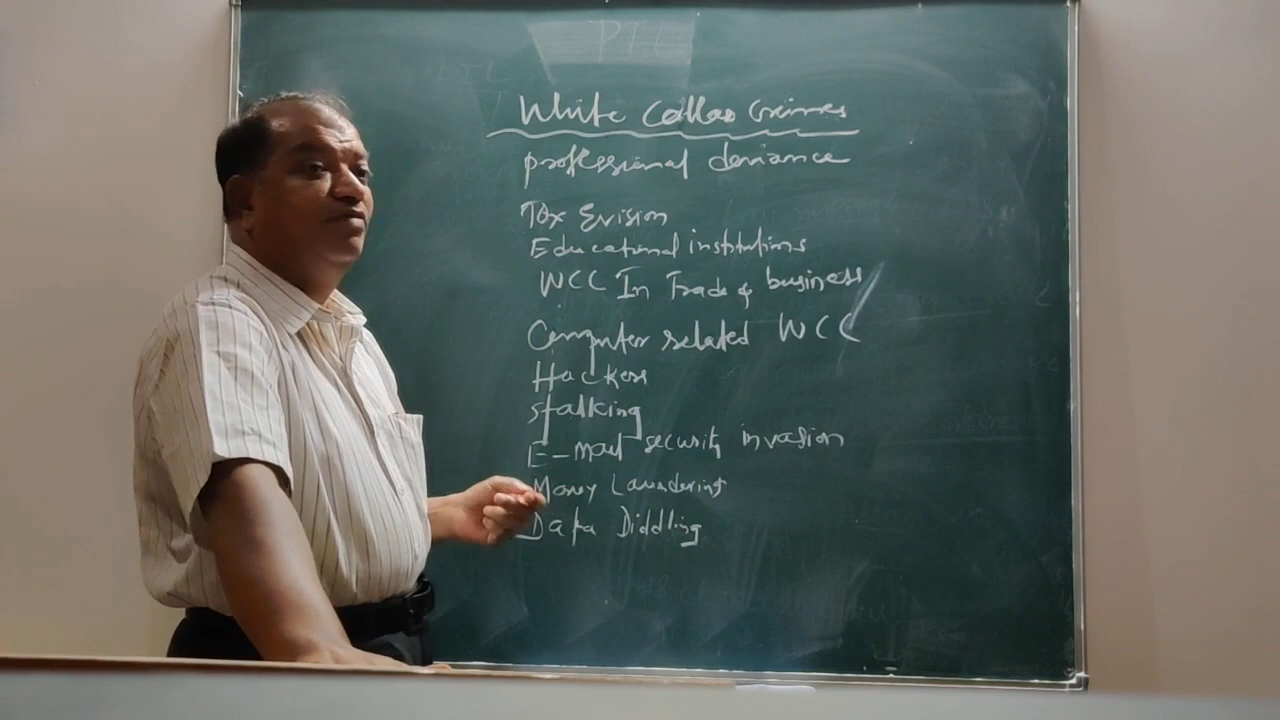 White Collar Crimes
professional deviance
Tax Evision
Educational institutions
WCC In Trade & business
Computer related WCC
Hackers
stalking
E-mail security invasion
Money Laundering
Data Diddling